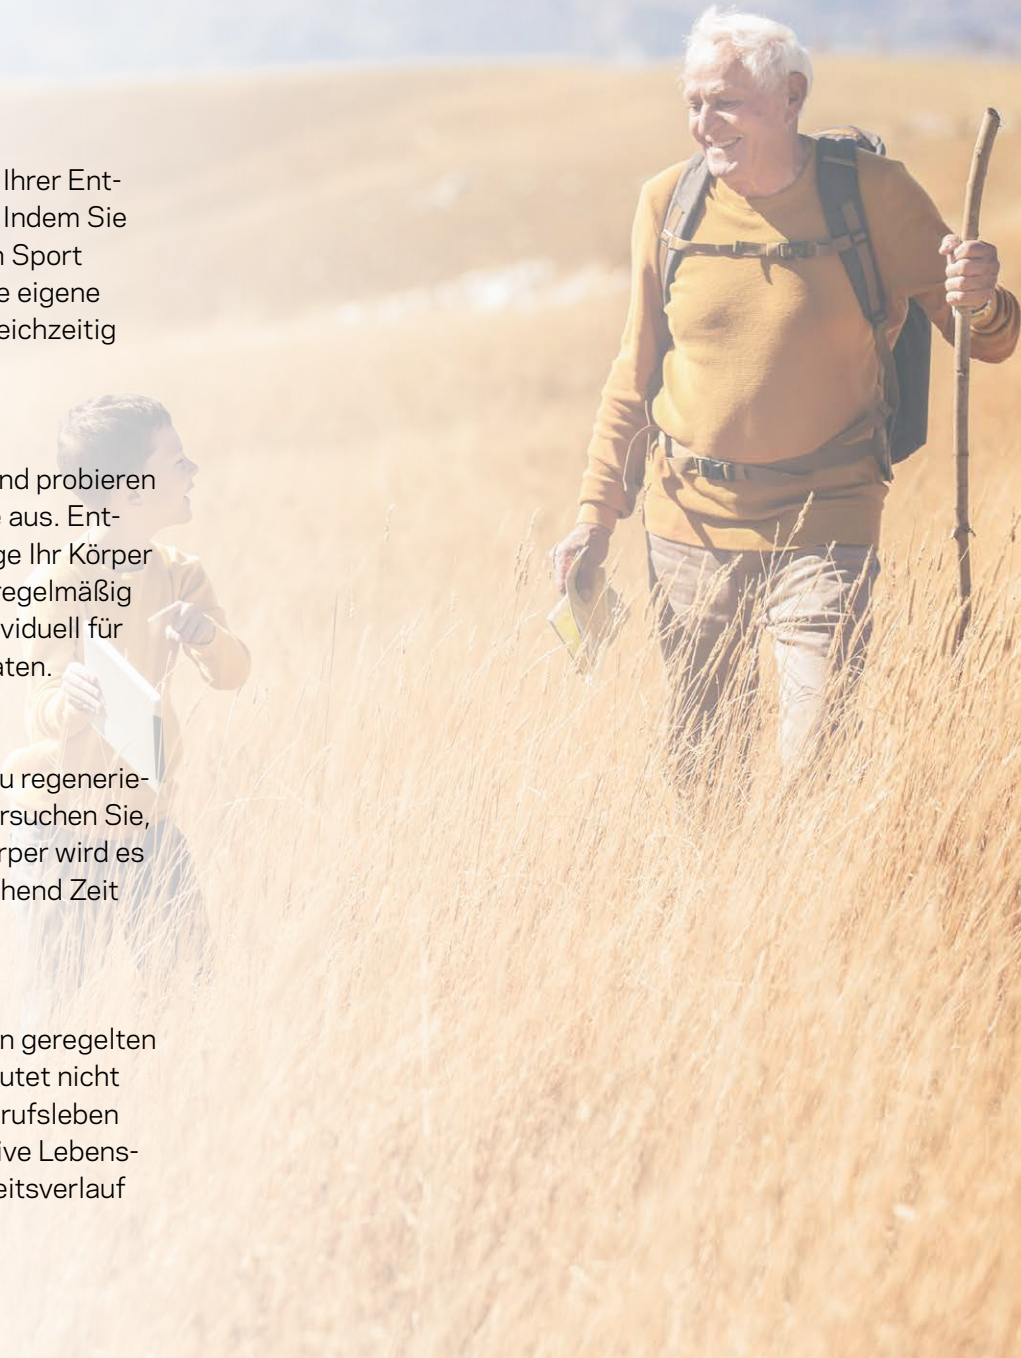 Ihrer Ent-
Indem Sie
Sport
eigene
eichzeitig
nd probieren
aus. Ent-
ge Ihr Körper
regelmäßig
viduell für
aten.
u regenerie-
rsuchen Sie,
rper wird es
hend Zeit
n geregelten
utet nicht
rufsleben
ive Lebens-
eitsverlauf